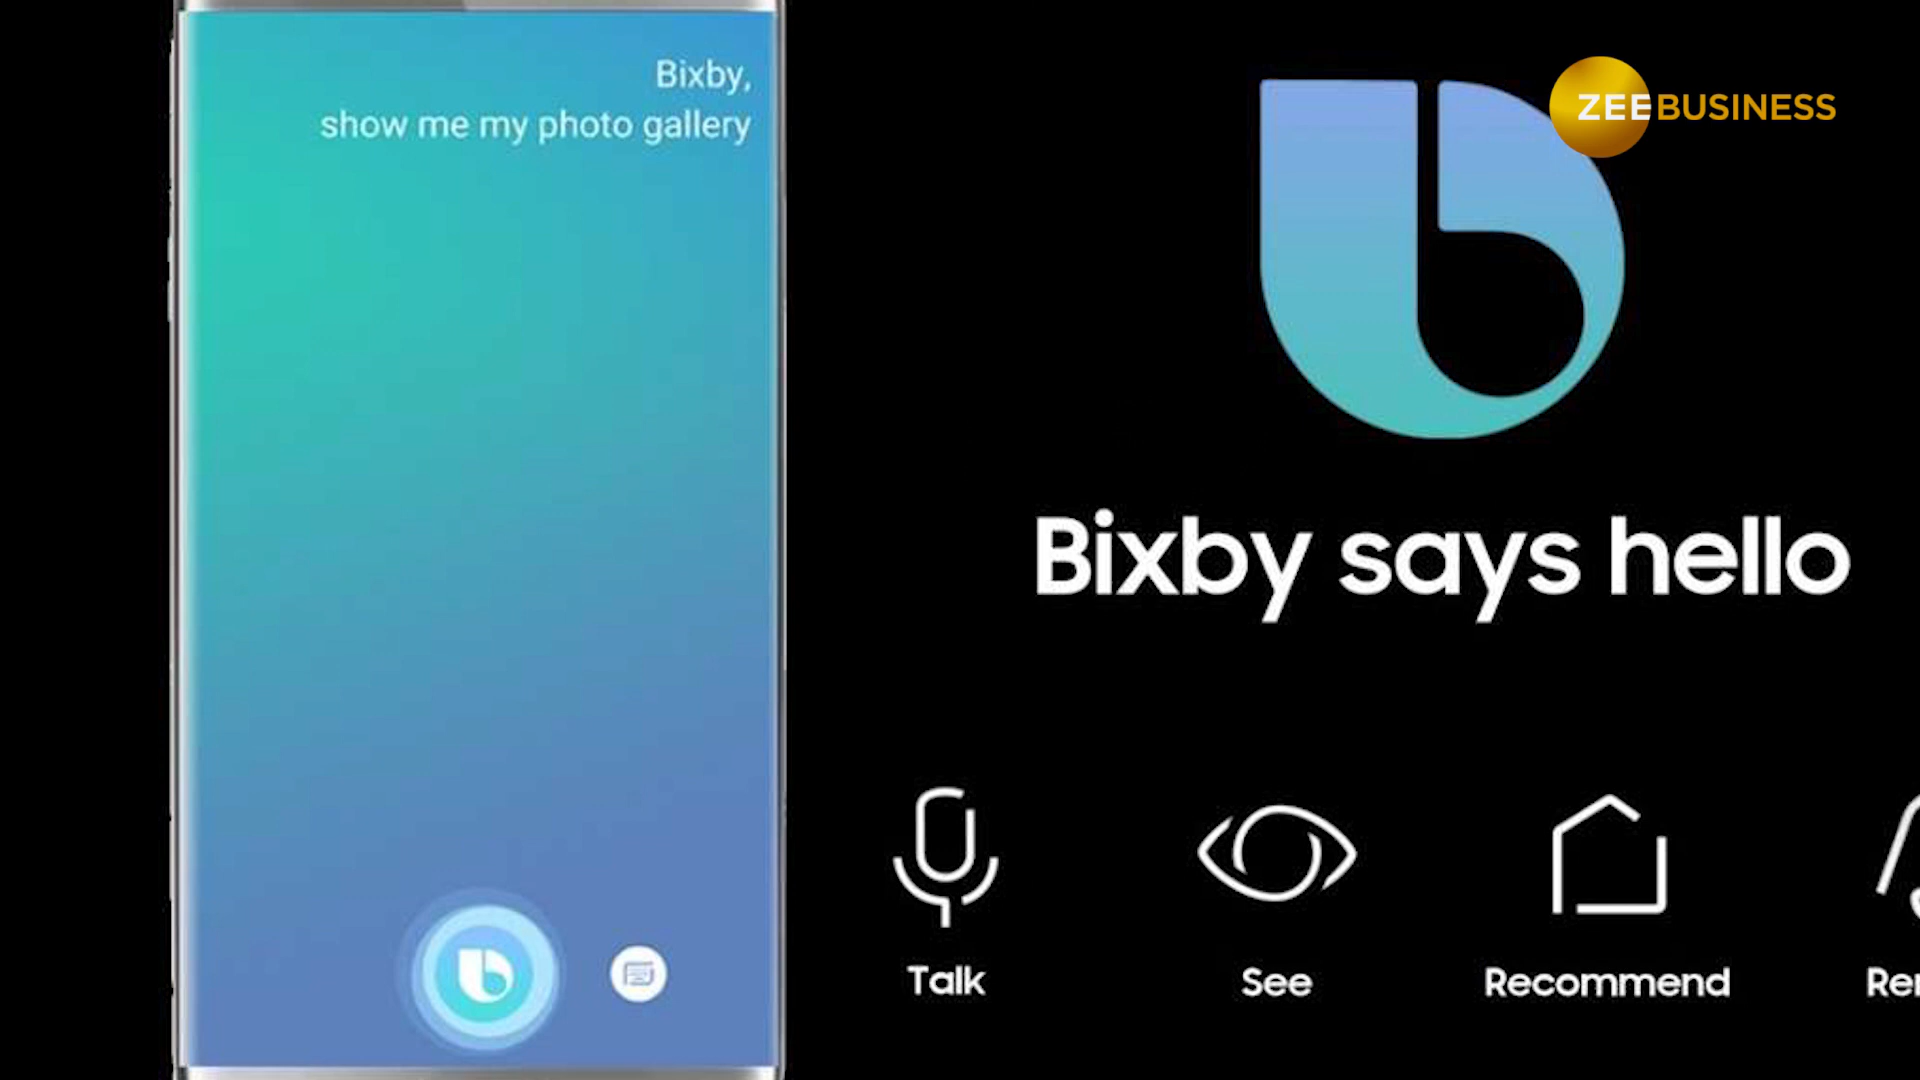 Bixby,
show me my photo gallery
ZEEBUSINESS
Bixby says hello
Talk
See
Recommend